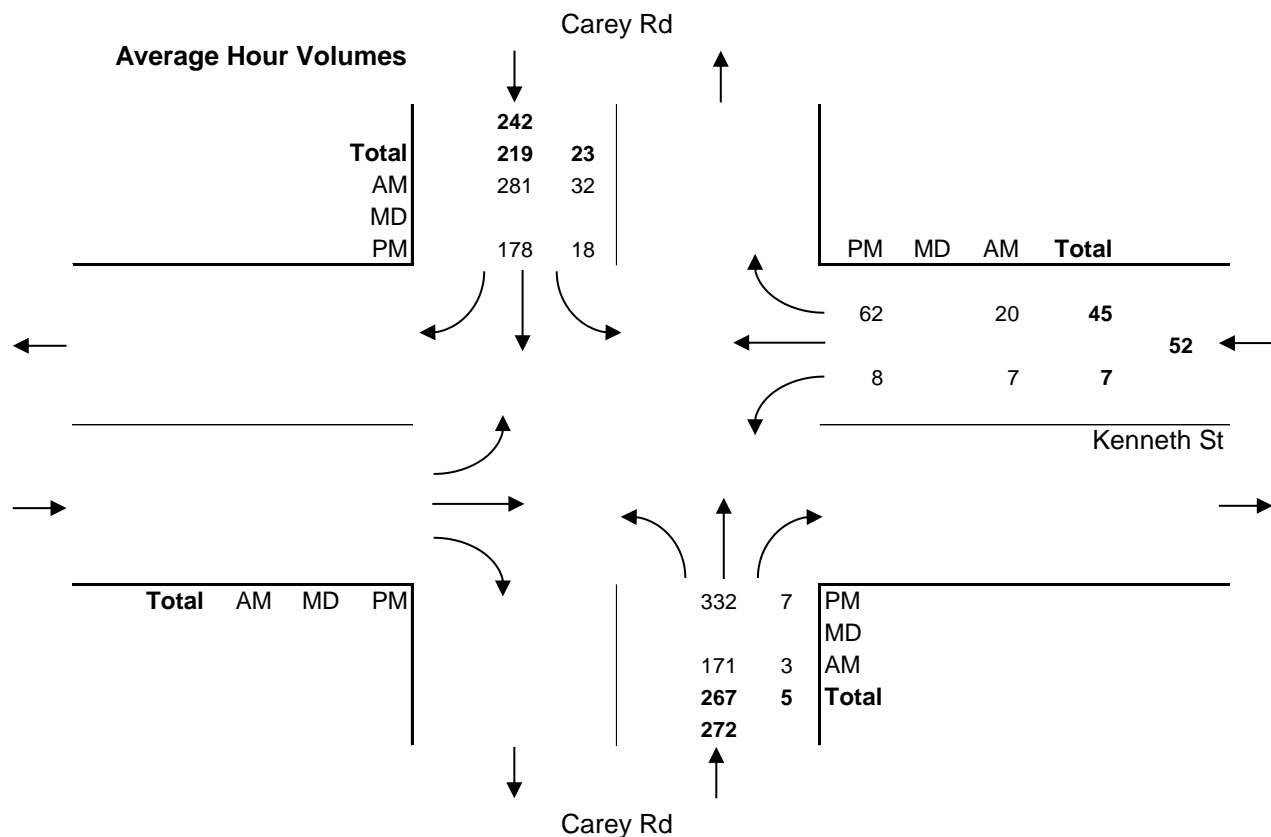 Carey Rd
Average Hour Volumes
242
Total 219 23
AM 281 32
MD
PM 178 18
PM MD AM Total
62 20 45
52
8 7 7
Kenneth St
Total AM MD PM
332 7 PM
MD
171 3 AM
267 5 Total
272
Carey Rd